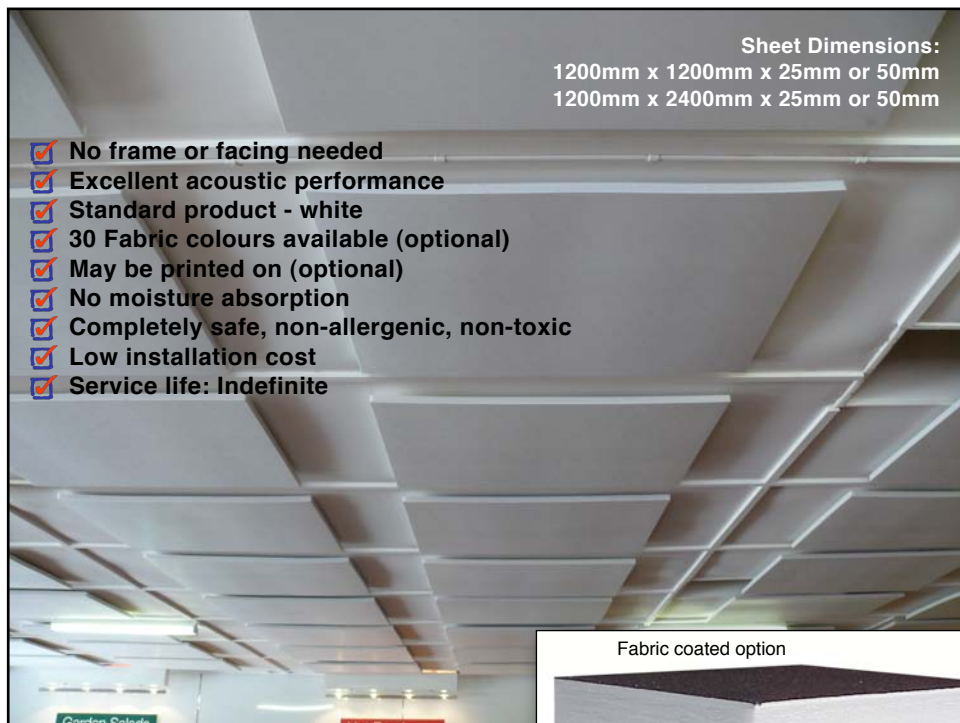 Sheet Dimensions:
1200mm x 1200mm x 25mm or 50mm
1200mm x 2400mm x 25mm or 50mm
No frame or facing needed
Excellent acoustic performance
Standard product - white
30 Fabric colours available (optional)
May be printed on (optional)
No moisture absorption
Completely safe, non-allergenic, non-toxic
Low installation cost
Service life: Indefinite
Fabric coated option
Garden Salads